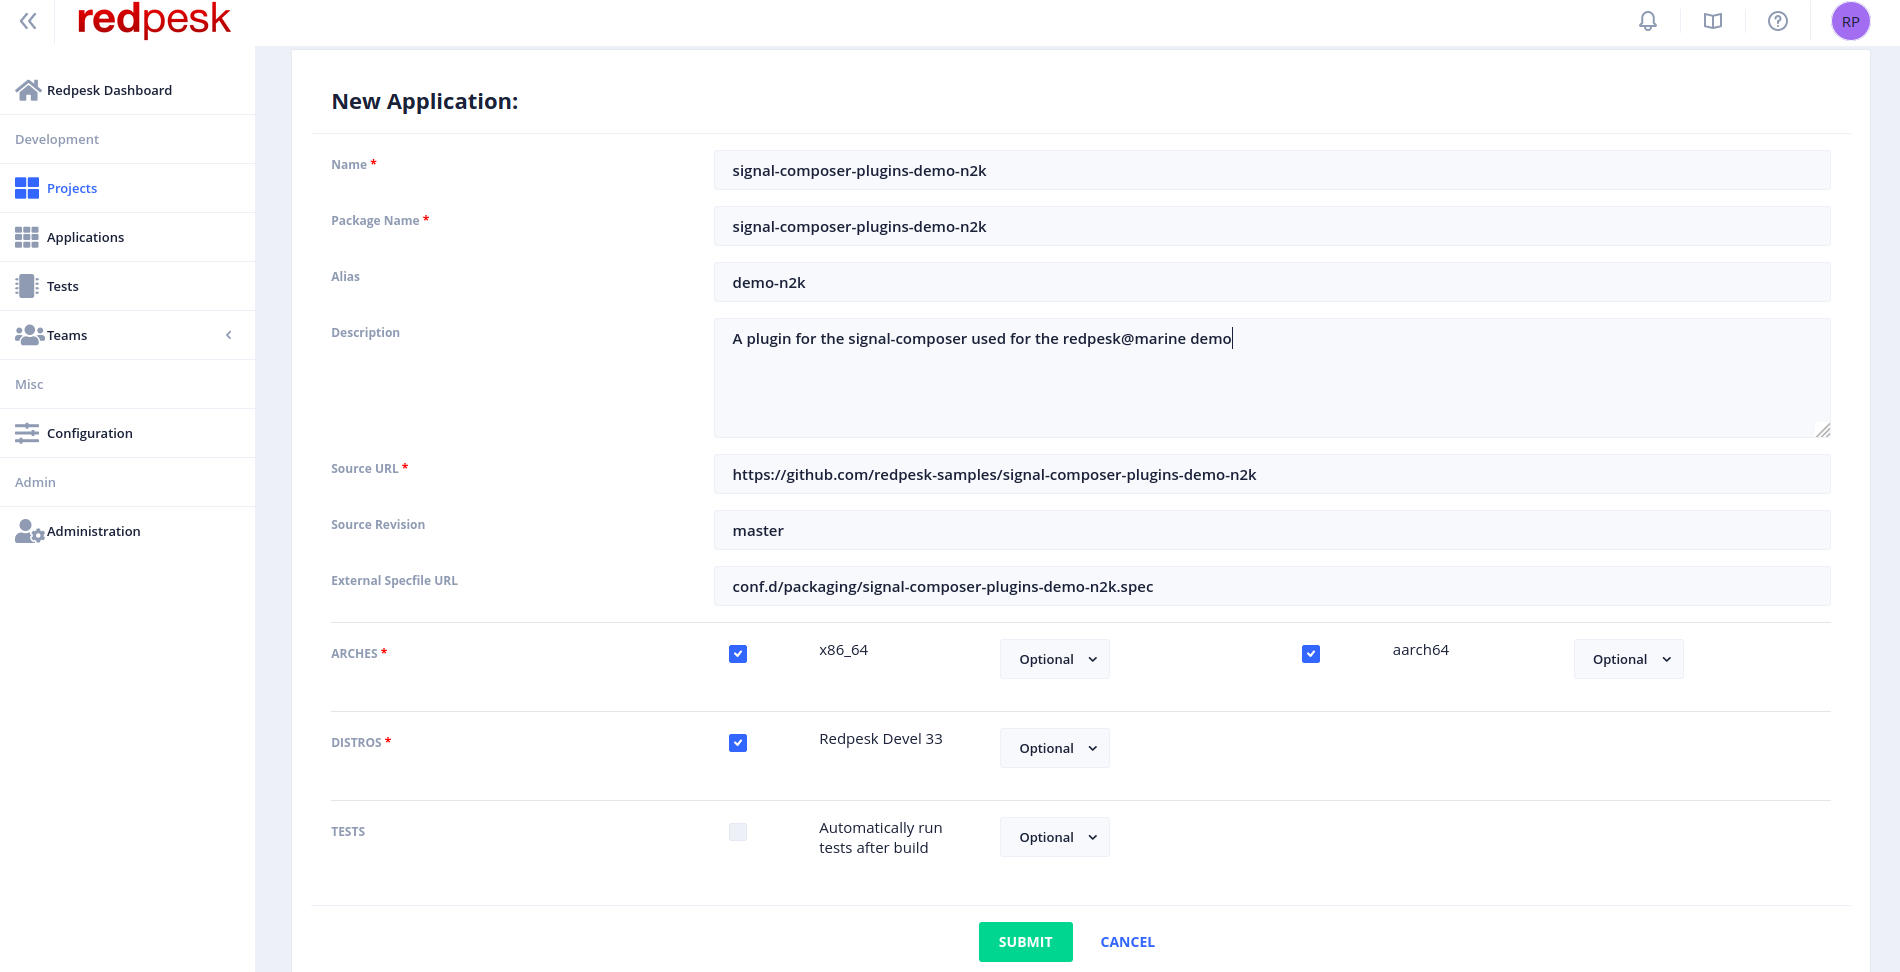 redpesk
RP
Redpesk Dashboard
Development
Projects
Applications
Tests
Teams
Misc
Configuration
Admin
Administration
New Application:
Name *
signal-composer-plugins-demo-n2k
Package Name *
signal-composer-plugins-demo-n2k
Alias
demo-n2k
Description
A plugin for the signal-composer used for the redpesk@marine demo
Source URL *
https://github.com/redpesk-samples/signal-composer-plugins-demo-n2k
Source Revision
master
External Specfile URL
conf.d/packaging/signal-composer-plugins-demo-n2k.spec
ARCHES *
x86_64
Optional
aarch64
Optional
DISTROS *
Redpesk Devel 33
Optional
TESTS
Automatically run
tests after build
Optional
SUBMIT
CANCEL